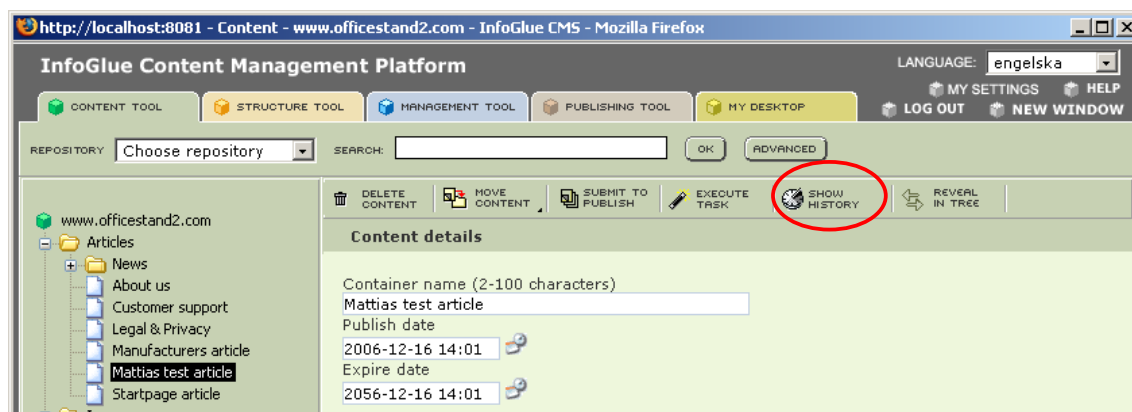 http://localhost:8081 - Content - www.officestand2.com - InfoGlue CMS - Mozilla Firefox
InfoGlue Content Management Platform
LANGUAGE: engelska
MY SETTINGS HELP
LOG OUT NEW WINDOW
CONTENT TOOL STRUCTURE TOOL MANAGEMENT TOOL PUBLISHING TOOL MY DESKTOP
REPOSITORY Choose repository SEARCH: OK ADVANCED
DELETE CONTENT
MOVE CONTENT
SUBMIT TO PUBLISH
EXECUTE TASK
SHOW HISTORY
REVEAL IN TREE
www.officestand2.com
Articles
News
About us
Customer support
Legal & Privacy
Manufacturers article
Mattias test article
Startpage article
Content details
Container name (2-100 characters)
Mattias test article
Publish date
2006-12-16 14:01
Expire date
2056-12-16 14:01